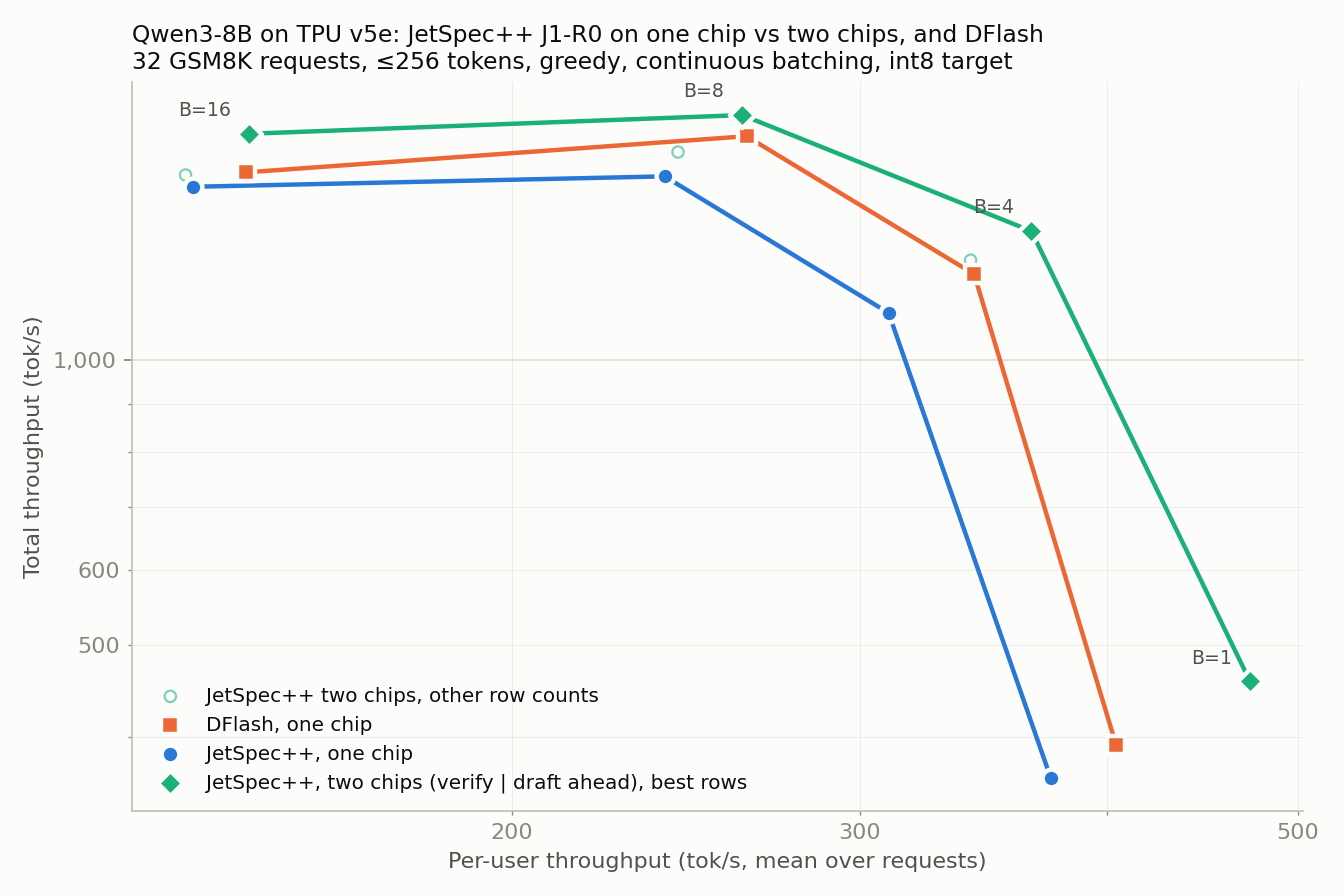 Qwen3-8B on TPU v5e: JetSpec++ J1-R0 on one chip vs two chips, and DFlash
32 GSM8K requests, ≤256 tokens, greedy, continuous batching, int8 target
B=16
B=8
B=4
B=1
Total throughput (tok/s)
1,000
600
500
JetSpec++ two chips, other row counts
DFlash, one chip
JetSpec++, one chip
JetSpec++, two chips (verify | draft ahead), best rows
200
300
500
Per-user throughput (tok/s, mean over requests)